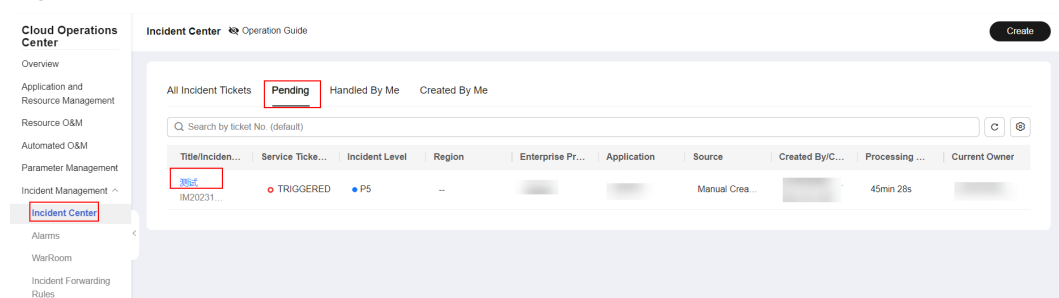 Cloud Operations
Center
Overview
Application and
Resource Management
Resource O&M
Automated O&M
Parameter Management
Incident Management
Incident Center
Alarms
WarRoom
Incident Forwarding
Rules
Incident Center Operation Guide
Create
All Incident Tickets Pending Handled By Me Created By Me
Search by ticket No. (default)
Title/Inciden... Service Ticke... Incident Level Region Enterprise Pr... Application Source Created By/C... Processing ... Current Owner
测试 TRIGGERED P5 -- Manual Crea... 45min 28s
IM20231...